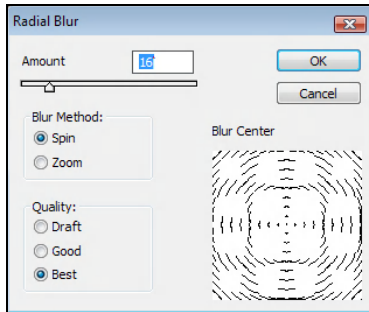 Radial Blur
Amount 16
OK
Cancel
Blur Method:
Spin
Zoom
Blur Center
Quality:
Draft
Good
Best